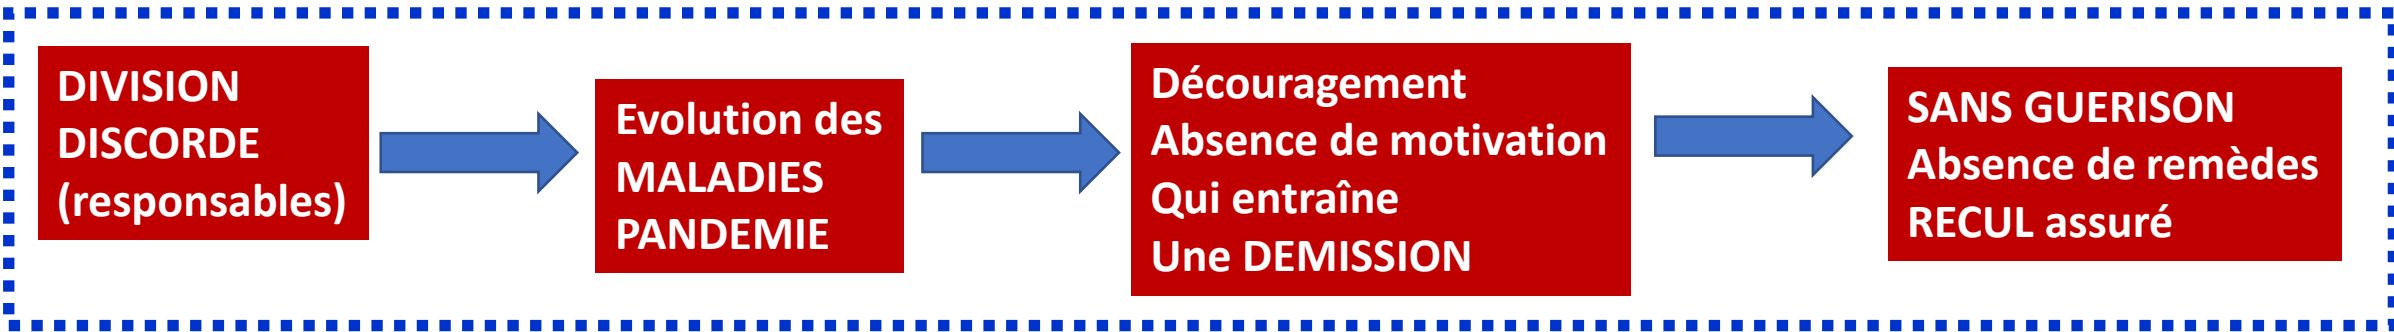 DIVISION
DISCORDE
(responsables)
Evolution des
MALADIES
PANDEMIE
Découragement
Absence de motivation
Qui entraîne
Une DEMISSION
SANS GUERISON
Absence de remèdes
RECUL assuré